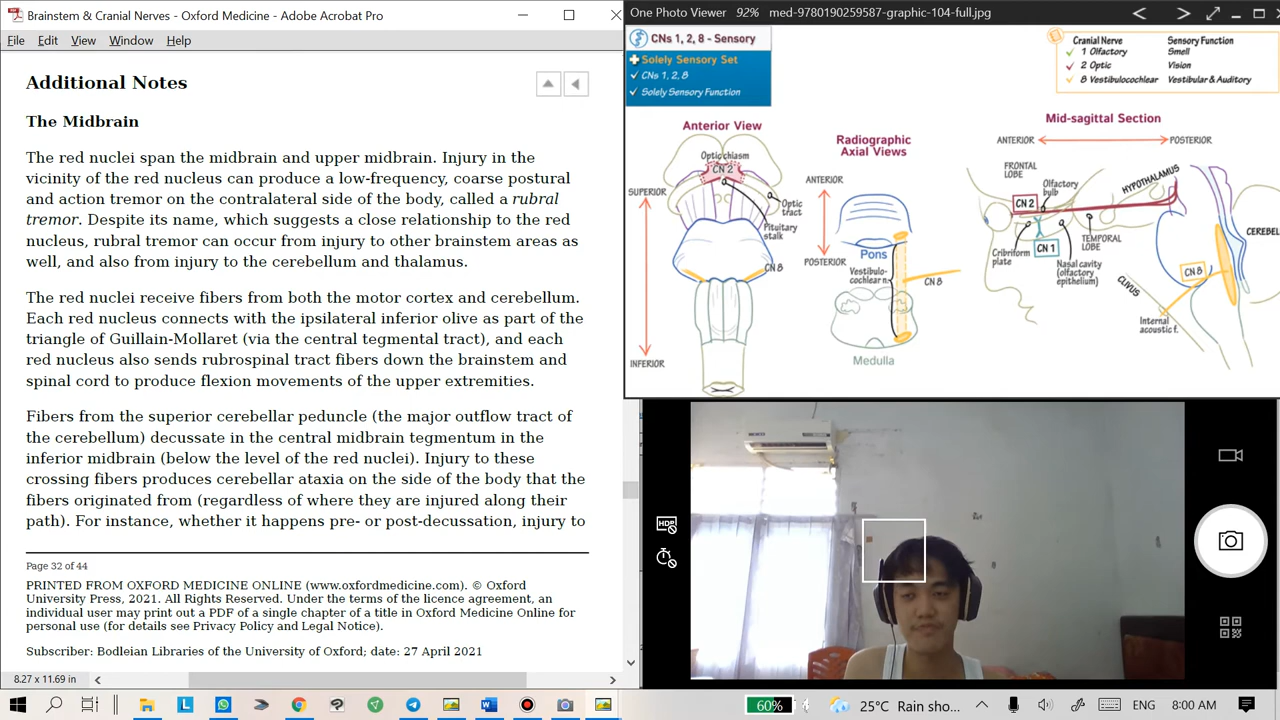 Brainstem & Cranial Nerves - Oxford Medicine - Adobe Acrobat Pro
File Edit View Window Help
Additional Notes
The Midbrain
The red nuclei span the midbrain and upper midbrain. Injury in the
vicinity of the red nucleus can produce a low-frequency, coarse postural
and action tremor on the contralateral side of the body, called a rubral
tremor. Despite its name, which suggests a close relationship to the red
nucleus, rubral tremor can occur from injury to other brainstem areas as
well, and also from injury to the cerebellum and thalamus.
The red nuclei receive fibers from both the motor cortex and cerebellum.
Each red nucleus connects with the ipsilateral inferior olive as part of the
triangle of Guillain-Mollaret (via the central tegmental tract), and each
red nucleus also sends rubrospinal tract fibers down the brainstem and
spinal cord to produce flexion movements of the upper extremities.
Fibers from the superior cerebellar peduncle (the major outflow tract of
the cerebellum) decussate in the central midbrain tegmentum in the
inferior midbrain (below the level of the red nuclei). Injury to these
crossing fibers produces cerebellar ataxia on the side of the body that the
fibers originated from (regardless of where they are injured along their
path). For instance, whether it happens pre- or post-decussation, injury to
Page 32 of 44
PRINTED FROM OXFORD MEDICINE ONLINE (www.oxfordmedicine.com). © Oxford
University Press, 2021. All Rights Reserved. Under the terms of the licence agreement, an
individual user may print out a PDF of a single chapter of a title in Oxford Medicine Online for
personal use (for details see Privacy Policy and Legal Notice).
Subscriber: Bodleian Libraries of the University of Oxford; date: 27 April 2021
8.27 x 11.69 in
One Photo Viewer 92% med-9780190259587-graphic-104-full.jpg
CNs 1, 2, 8 - Sensory
Solely Sensory Set
CNs 1, 2, 8
Solely Sensory Function
Cranial Nerve Sensory Function
1 Olfactory Smell
2 Optic Vision
8 Vestibulocochlear Vestibular & Auditory
Anterior View
Optic chiasm
CN 2
SUPERIOR
Optic
tract
Pituitary
stalk
CN 8
INFERIOR
Radiographic
Axial Views
ANTERIOR
POSTERIOR
Pons
Vestibulo-
cochlear n.
CN 8
Medulla
Mid-sagittal Section
ANTERIOR POSTERIOR
FRONTAL
LOBE
Olfactory
bulb
HYPOTHALAMUS
CN 2
CN 1
Cribriform
plate
Nasal cavity
(olfactory
epithelium)
TEMPORAL
LOBE
CEREBEL
CN 8
CLIVUS
Internal
acoustic f.
60% 25°C Rain sho... ENG 8:00 AM